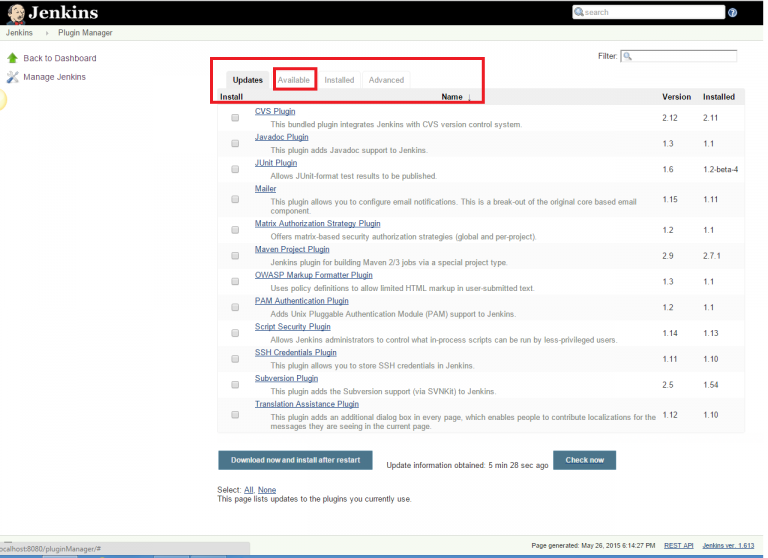 Jenkins
search
Jenkins › Plugin Manager
Back to Dashboard
Manage Jenkins
Filter:
Updates Available Installed Advanced
Install Name ↓ Version Installed
CVS Plugin
This bundled plugin integrates Jenkins with CVS version control system.
2.12 2.11
Javadoc Plugin
This plugin adds Javadoc support to Jenkins.
1.3 1.1
JUnit Plugin
Allows JUnit-format test results to be published.
1.6 1.2-beta-4
Mailer
This plugin allows you to configure email notifications. This is a break-out of the original core based email
component.
1.15 1.11
Matrix Authorization Strategy Plugin
Offers matrix-based security authorization strategies (global and per-project).
1.2 1.1
Maven Project Plugin
Jenkins plugin for building Maven 2/3 jobs via a special project type.
2.9 2.7.1
OWASP Markup Formatter Plugin
Uses policy definitions to allow limited HTML markup in user-submitted text.
1.3 1.1
PAM Authentication Plugin
Adds Unix Pluggable Authentication Module (PAM) support to Jenkins.
1.2 1.1
Script Security Plugin
Allows Jenkins administrators to control what in-process scripts can be run by less-privileged users.
1.14 1.13
SSH Credentials Plugin
This plugin allows you to store SSH credentials in Jenkins.
1.11 1.10
Subversion Plugin
This plugin adds the Subversion support (via SVNKit) to Jenkins.
2.5 1.54
Translation Assistance Plugin
This plugin adds an additional dialog box in every page, which enables people to contribute localizations for the
messages they are seeing in the current page.
1.12 1.10
Download now and install after restart
Update information obtained: 5 min 28 sec ago
Check now
Select: All, None
This page lists updates to the plugins you currently use.
ocalhost:8080/pluginManager/#
Page generated: May 26, 2015 6:14:27 PM REST API Jenkins ver. 1.613